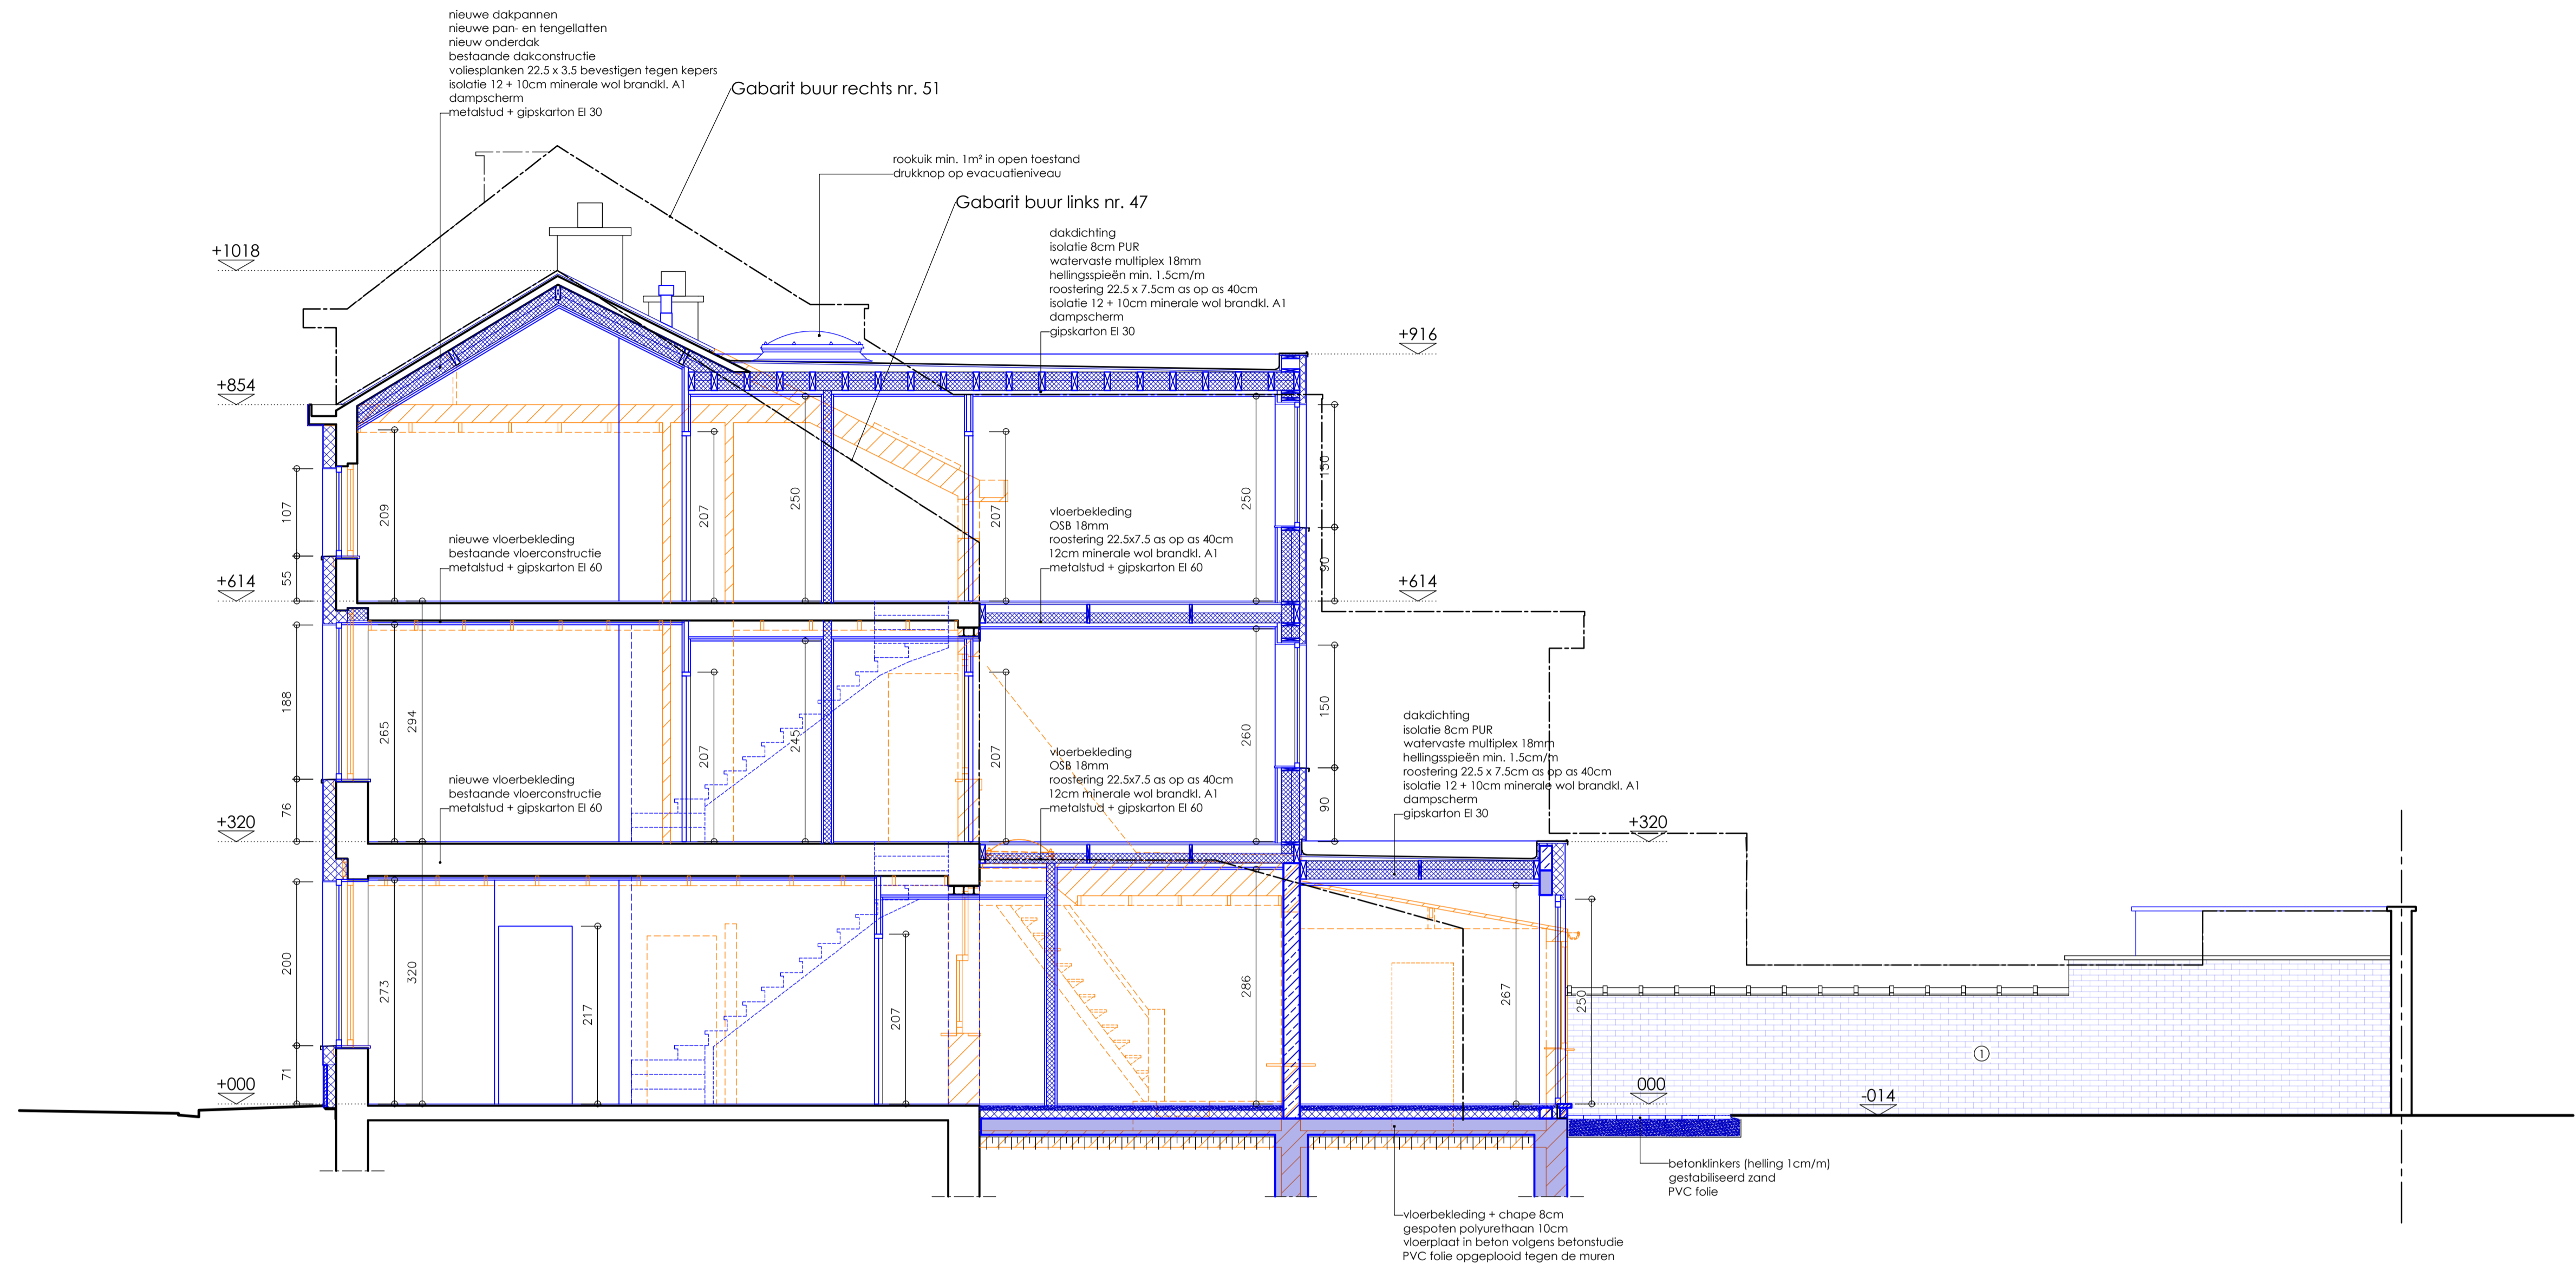 nieuwe dakpannen
nieuwe pan- en tengellatten
nieuw onderdak
bestaande dakconstructie
voliesplanken 22.5 x 3.5 bevestigen tegen kepers
isolatie 12 + 10cm minerale wol brandkl. A1
dampscherm
metalstud + gipskarton EI 30
Gabarit buur rechts nr. 51
rookuik min. 1m² in open toestand
drukknop op evacuatieniveau
Gabarit buur links nr. 47
dakdichting
isolatie 8cm PUR
watervaste multiplex 18mm
hellingsspieën min. 1.5cm/m
roostering 22.5 x 7.5cm as op as 40cm
isolatie 12 + 10cm minerale wol brandkl. A1
dampscherm
gipskarton EI 30
+1018
+916
+854
150
107
209
207
250
207
250
vloerbekleding
OSB 18mm
roostering 22.5x7.5 as op as 40cm
12cm minerale wol brandkl. A1
metalstud + gipskarton EI 60
nieuwe vloerbekleding
bestaande vloerconstructie
metalstud + gipskarton EI 60
55
90
+614
+614
188
265
294
207
245
207
260
150
dakdichting
isolatie 8cm PUR
watervaste multiplex 18mm
hellingsspieën min. 1.5cm/m
roostering 22.5 x 7.5cm as op as 40cm
isolatie 12 + 10cm minerale wol brandkl. A1
dampscherm
gipskarton EI 30
vloerbekleding
OSB 18mm
roostering 22.5x7.5 as op as 40cm
12cm minerale wol brandkl. A1
metalstud + gipskarton EI 60
nieuwe vloerbekleding
bestaande vloerconstructie
metalstud + gipskarton EI 60
76
90
+320
+320
200
273
320
217
207
286
267
250
1
71
+000
000
-014
betonklinkers (helling 1cm/m)
gestabiliseerd zand
PVC folie
vloerbekleding + chape 8cm
gespoten polyurethaan 10cm
vloerplaat in beton volgens betonstudie
PVC folie opgeplooid tegen de muren